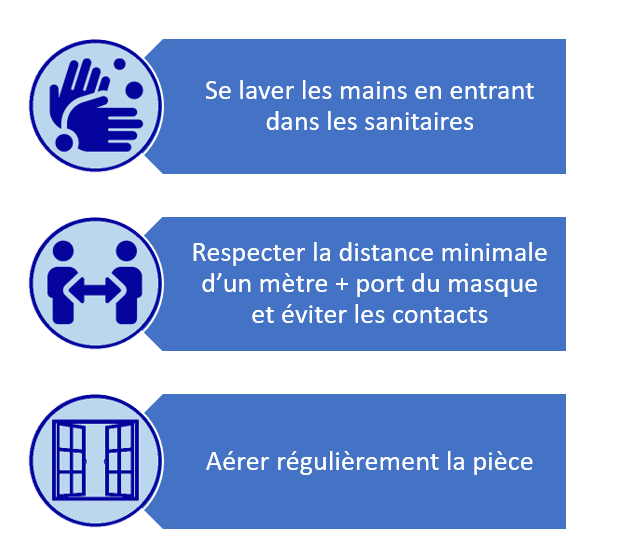 Se laver les mains en entrant
dans les sanitaires
Respecter la distance minimale
d’un mètre + port du masque
et éviter les contacts
Aérer régulièrement la pièce